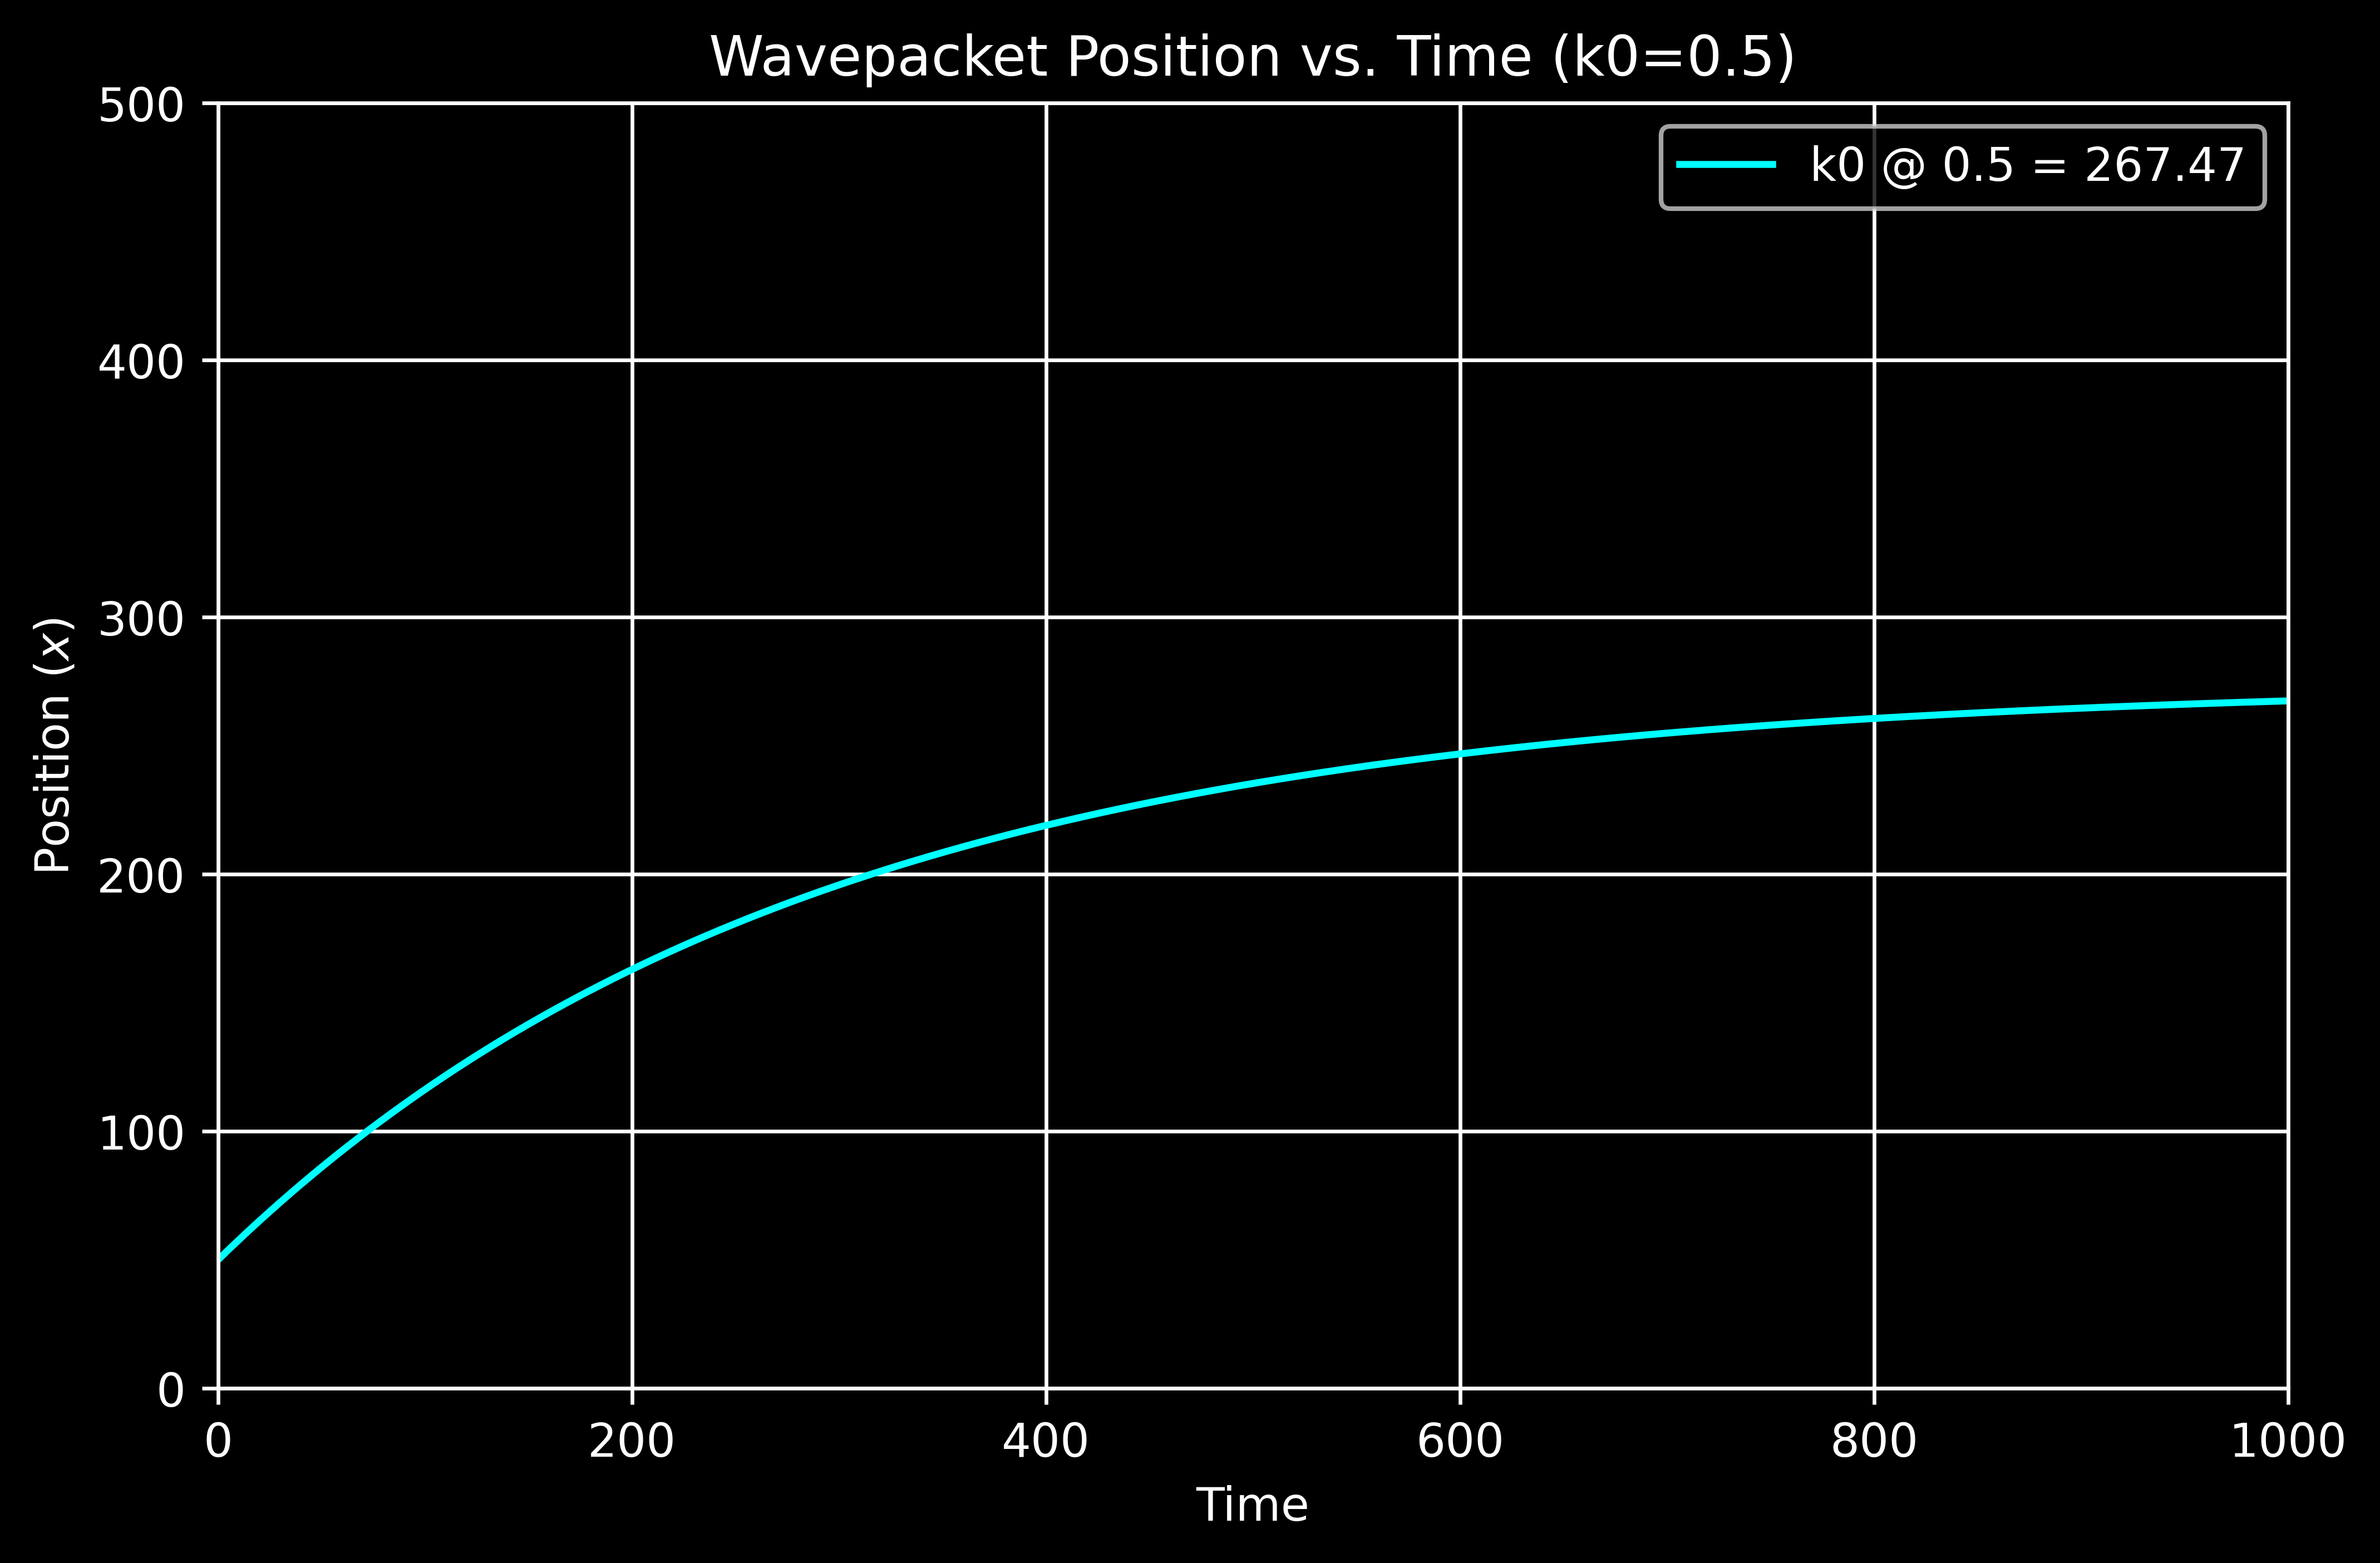 Wavepacket Position vs. Time (k0=0.5)
k0 @ 0.5 = 267.47
Position (x)
500
400
300
200
100
0
0 200 400 600 800 1000
Time